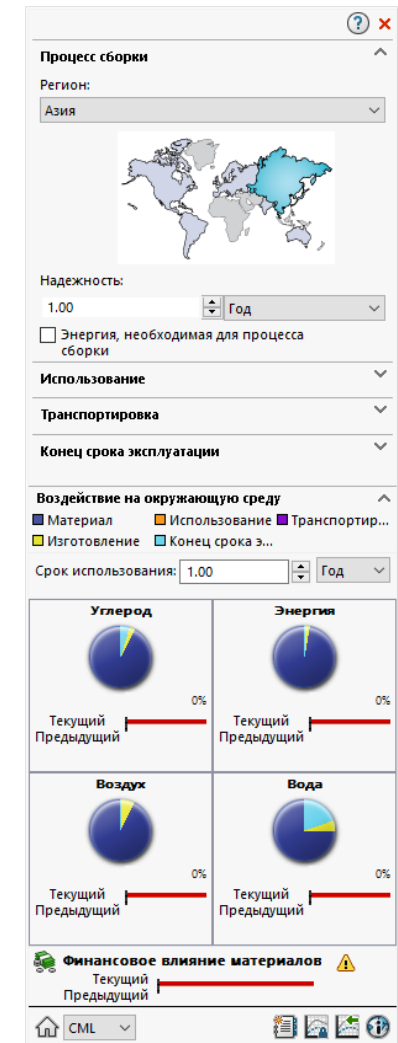 Процесс сборки
Регион:
Азия
Надежность:
1.00 Год
Энергия, необходимая для процесса
сборки
Использование
Транспортировка
Конец срока эксплуатации
Воздействие на окружающую среду
Материал Использование Транспортир...
Изготовление Конец срока э...
Срок использования: 1.00 Год
Углерод Энергия
0% 0%
Текущий Текущий
Предыдущий Предыдущий
Воздух Вода
0% 0%
Текущий Текущий
Предыдущий Предыдущий
Финансовое влияние материалов
Текущий
Предыдущий
CML